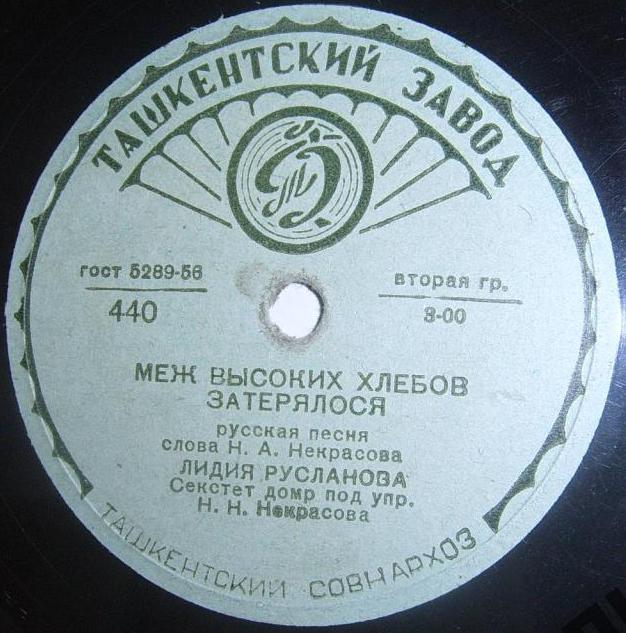 ТАШКЕНТСКИЙ ЗАВОД
гост 5289-56
440
вторая гр.
3-00
МЕЖ ВЫСОКИХ ХЛЕБОВ
ЗАТЕРЯЛОСЯ
русская песня
слова Н. А. Некрасова
ЛИДИЯ РУСЛАНОВА
Секстет домр под упр.
Н. Н. Некрасова
ТАШКЕНТСКИЙ СОВНАРХОЗ